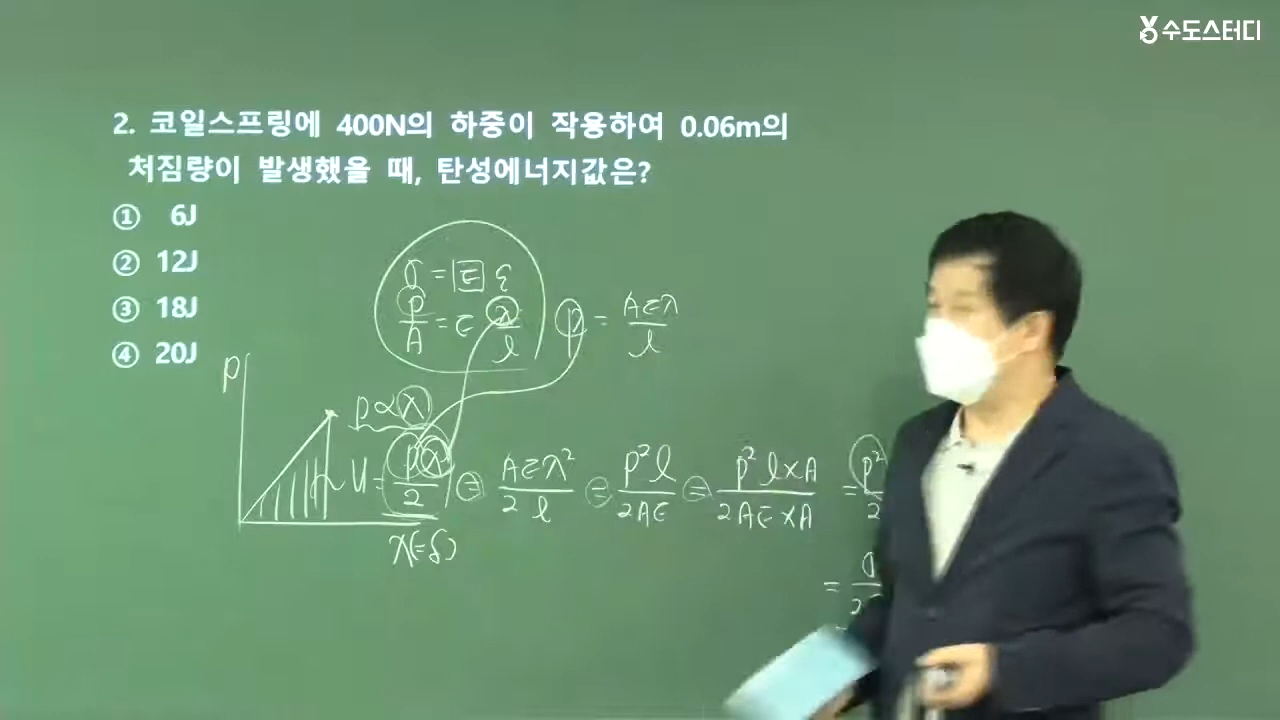 수도스터디
2. 코일스프링에 400N의 하중이 작용하여 0.06m의
처짐량이 발생했을 때, 탄성에너지값은?
① 6J
② 12J
③ 18J
④ 20J
σ = E ε
P/A = E λ/l
P = AEλ/l
P
P ∝ λ
U = Pλ/2 = AEλ²/2l = P²l/2AE = P²l×A/2AE×A = P²/2
λ(=δ)